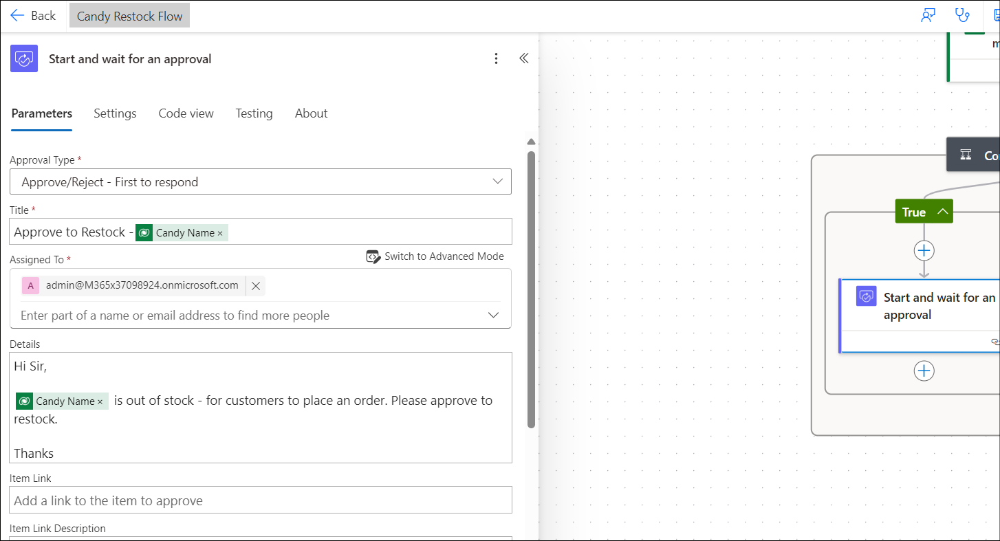 Back
Candy Restock Flow
Start and wait for an approval
Parameters
Settings
Code view
Testing
About
Approval Type *
Approve/Reject - First to respond
Title *
Approve to Restock - Candy Name ×
Assigned To *
Switch to Advanced Mode
A admin@M365x37098924.onmicrosoft.com
Enter part of a name or email address to find more people
Details
Hi Sir,
Candy Name × is out of stock - for customers to place an order. Please approve to
restock.
Thanks
Item Link
Add a link to the item to approve
Item Link Description
True
Start and wait for an
approval